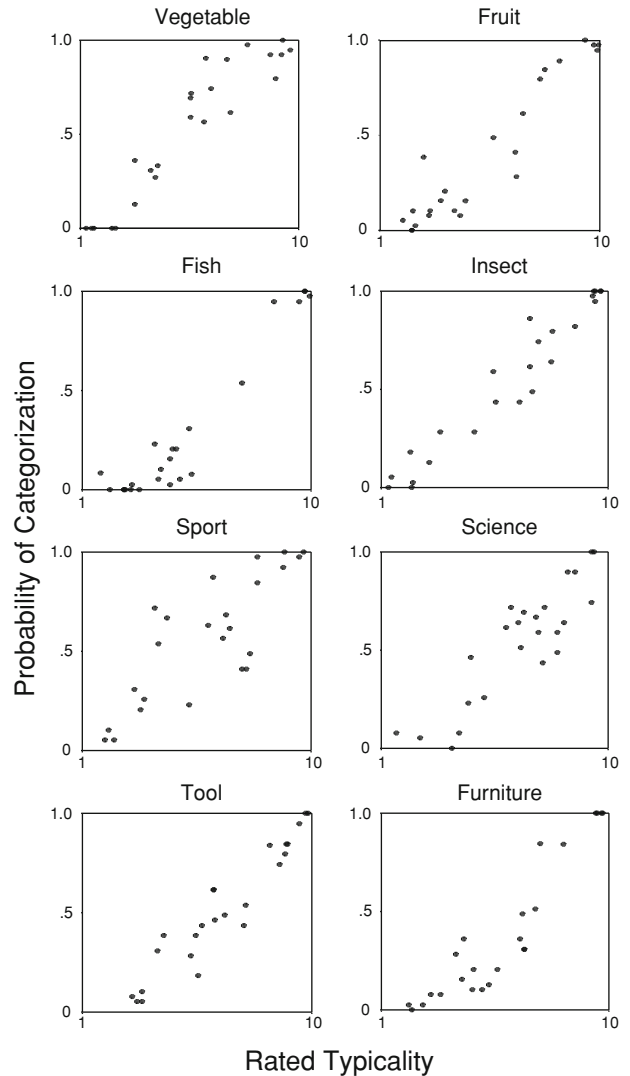 Vegetable Fruit
1.0 1.0
.5 .5
0 0
1 10 1 10
Fish Insect
1.0 1.0
.5 .5
0 0
1 10 1 10
Sport Science
1.0 1.0
.5 .5
0 0
1 10 1 10
Tool Furniture
1.0 1.0
.5 .5
0 0
1 10 1 10
Probability of Categorization
Rated Typicality